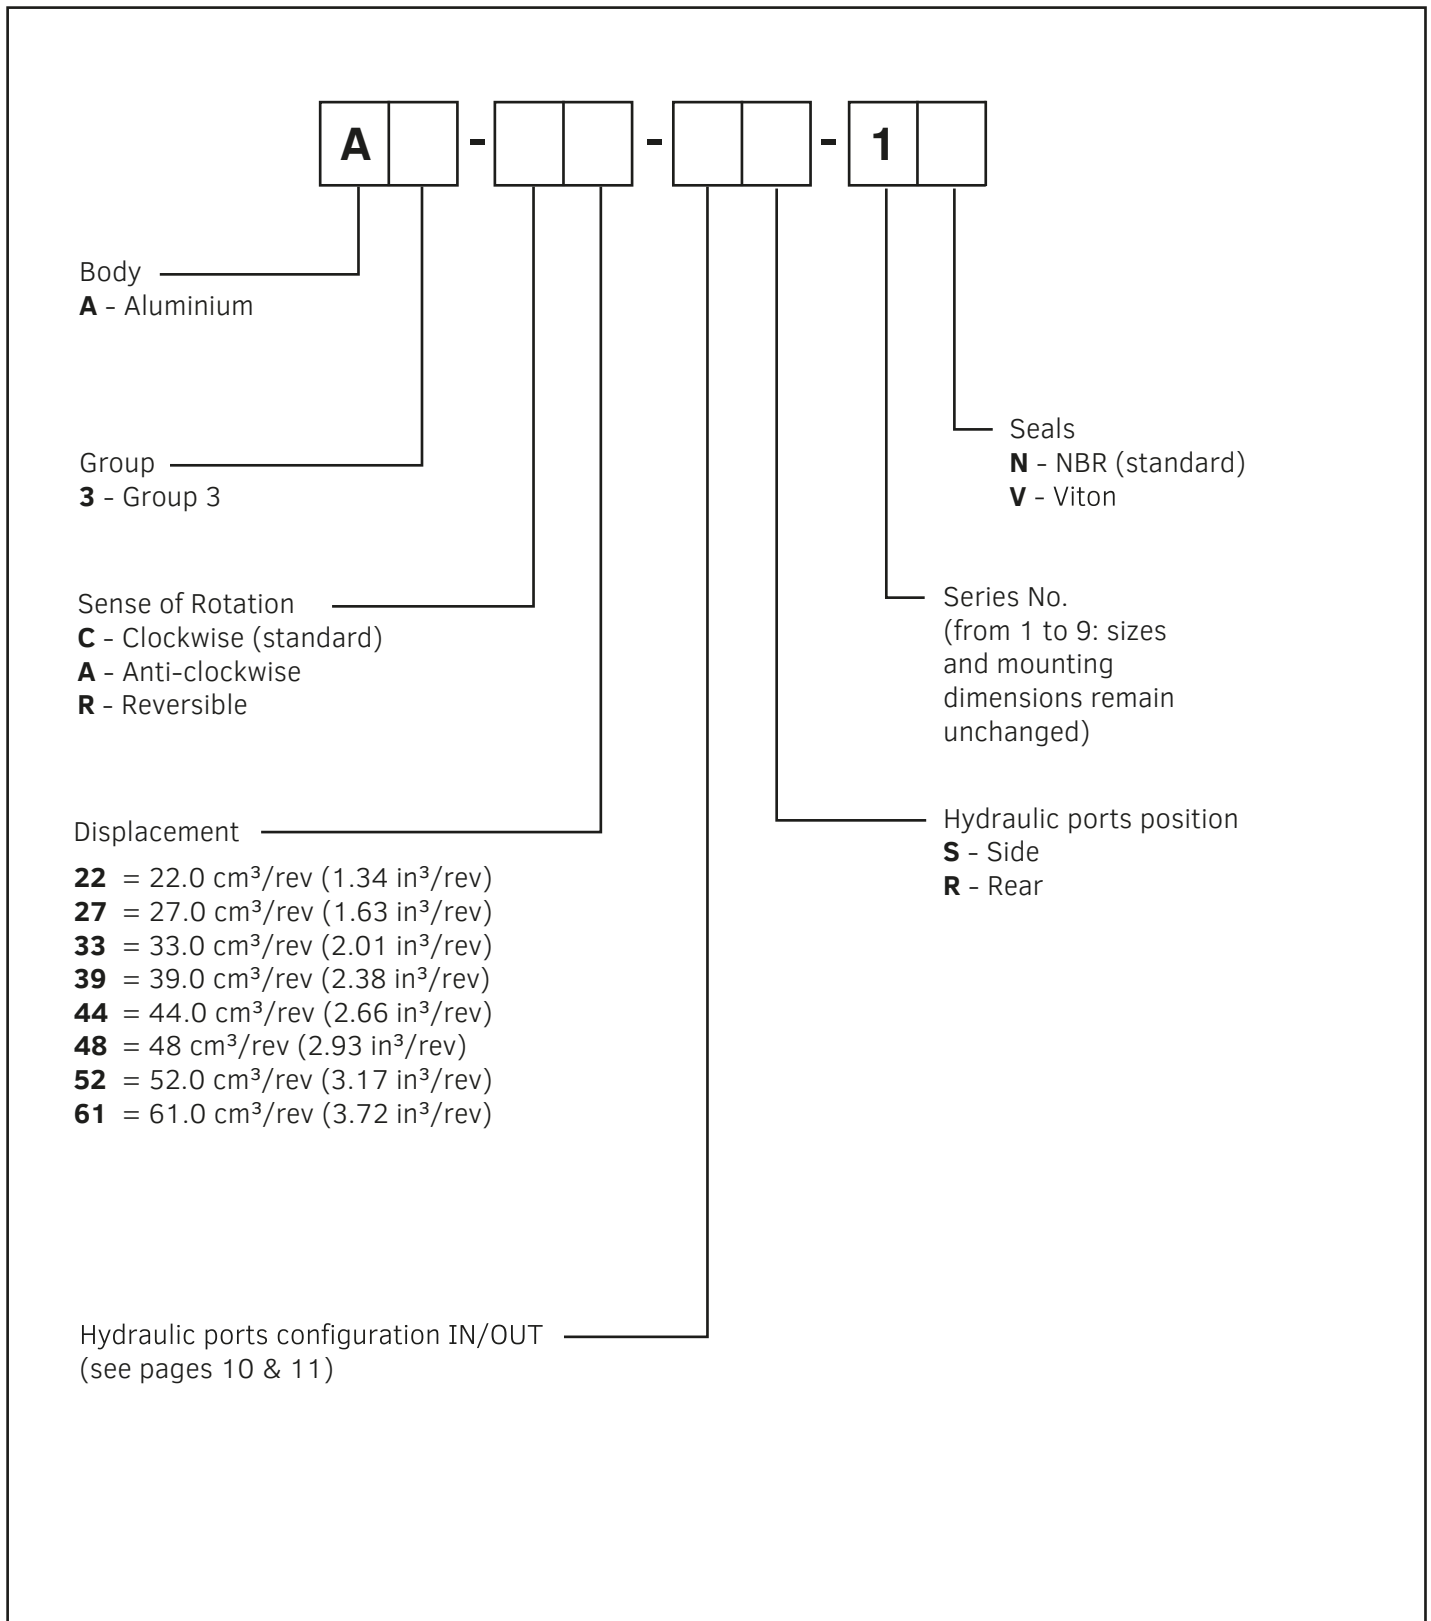 A - - - 1
Body
A - Aluminium
Group
3 - Group 3
Sense of Rotation
C - Clockwise (standard)
A - Anti-clockwise
R - Reversible
Displacement
22 = 22.0 cm³/rev (1.34 in³/rev)
27 = 27.0 cm³/rev (1.63 in³/rev)
33 = 33.0 cm³/rev (2.01 in³/rev)
39 = 39.0 cm³/rev (2.38 in³/rev)
44 = 44.0 cm³/rev (2.66 in³/rev)
48 = 48 cm³/rev (2.93 in³/rev)
52 = 52.0 cm³/rev (3.17 in³/rev)
61 = 61.0 cm³/rev (3.72 in³/rev)
Hydraulic ports configuration IN/OUT
(see pages 10 & 11)
Seals
N - NBR (standard)
V - Viton
Series No.
(from 1 to 9: sizes
and mounting
dimensions remain
unchanged)
Hydraulic ports position
S - Side
R - Rear